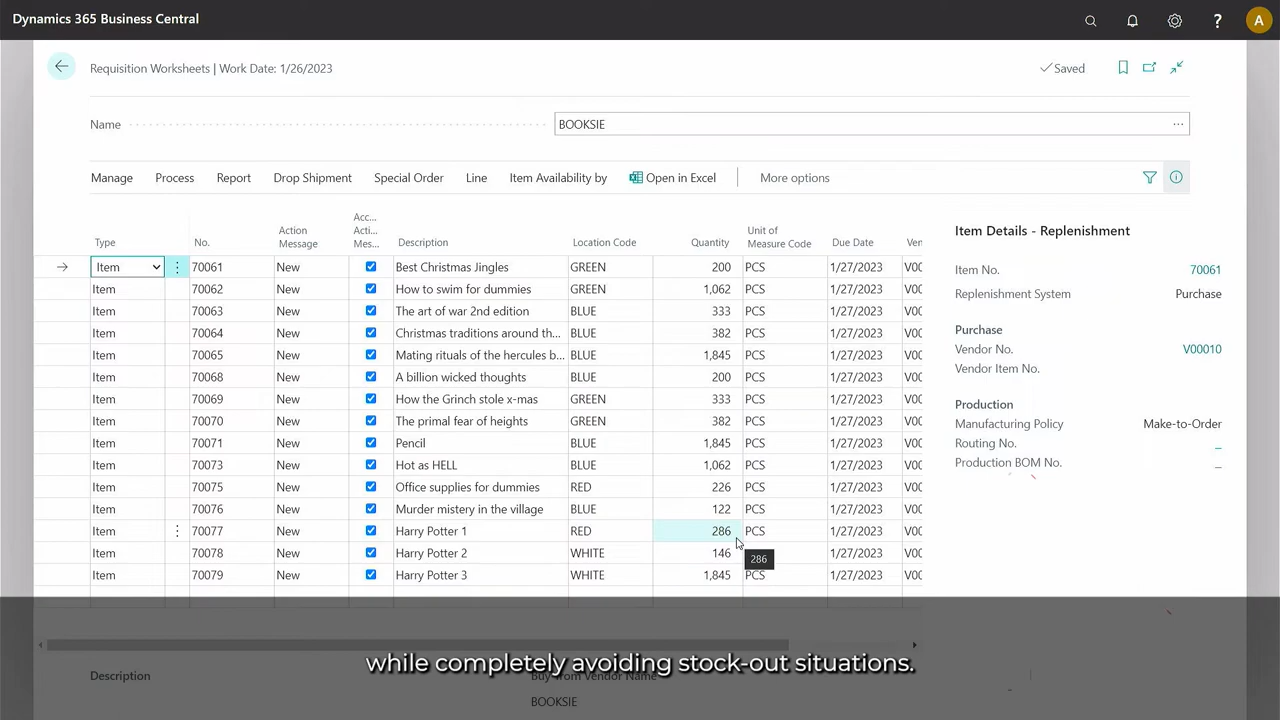 Dynamics 365 Business Central
?
A
Requisition Worksheets | Work Date: 1/26/2023
Saved
Name
BOOKSIE
Manage Process Report Drop Shipment Special Order Line Item Availability by Open in Excel More options
Type No. Action Message Acc... Acti... Mes... Description Location Code Quantity Unit of Measure Code Due Date Ven
Item 70061 New Best Christmas Jingles GREEN 200 PCS 1/27/2023 V00
Item 70062 New How to swim for dummies GREEN 1,062 PCS 1/27/2023 V00
Item 70063 New The art of war 2nd edition BLUE 333 PCS 1/27/2023 V00
Item 70064 New Christmas traditions around th... BLUE 382 PCS 1/27/2023 V00
Item 70065 New Mating rituals of the hercules b... BLUE 1,845 PCS 1/27/2023 V00
Item 70068 New A billion wicked thoughts BLUE 200 PCS 1/27/2023 V00
Item 70069 New How the Grinch stole x-mas GREEN 333 PCS 1/27/2023 V00
Item 70070 New The primal fear of heights GREEN 382 PCS 1/27/2023 V00
Item 70071 New Pencil BLUE 1,845 PCS 1/27/2023 V00
Item 70073 New Hot as HELL BLUE 1,062 PCS 1/27/2023 V00
Item 70075 New Office supplies for dummies RED 226 PCS 1/27/2023 V00
Item 70076 New Murder mistery in the village BLUE 122 PCS 1/27/2023 V00
Item 70077 New Harry Potter 1 RED 286 PCS 1/27/2023 V00
Item 70078 New Harry Potter 2 WHITE 146 1/27/2023 V00
Item 70079 New Harry Potter 3 WHITE 1,845 PCS 1/27/2023 V00
286
Item Details - Replenishment
Item No. 70061
Replenishment System Purchase
Purchase
Vendor No. V00010
Vendor Item No.
Production
Manufacturing Policy Make-to-Order
Routing No. _
Production BOM No. _
while completely avoiding stock-out situations.
Description Buy-from Vendor Name
BOOKSIE